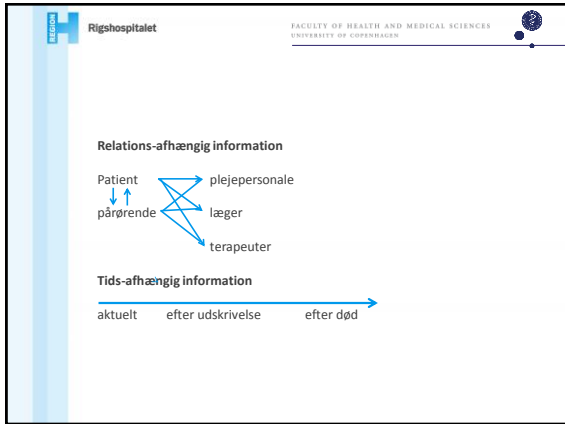 REGION
Rigshospitalet
FACULTY OF HEALTH AND MEDICAL SCIENCES
UNIVERSITY OF COPENHAGEN
Relations-afhængig information
Patient plejepersonale
pårørende læger
terapeuter
Tids-afhængig information
aktuelt efter udskrivelse efter død